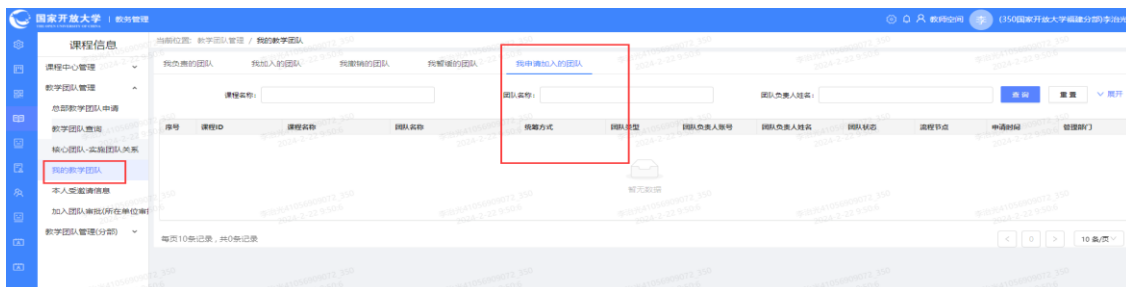 国家开放大学 | 教务管理
教师空间 李 (350国家开放大学福建分部)李治
课程信息
课程中心管理
教学团队管理
总部教学团队申请
教学团队查询
核心团队-实施团队关系
我的教学团队
本人受邀请信息
加入团队审批(所在单位审
教学团队管理(分部)
当前位置: 教学团队管理 / 我的教学团队
我负责的团队 我加入的团队 我撤销的团队 我暂缓的团队 我申请加入的团队
课程名称: 团队名称: 团队负责人姓名: 查 询 重 置 展开
序号 课程ID 课程名称 团队名称 统筹方式 团队类型 团队负责人账号 团队负责人姓名 团队状态 流程节点 申请时间 管理部门
暂无数据
每页10条记录 , 共0条记录
< 0 > 10 条/页